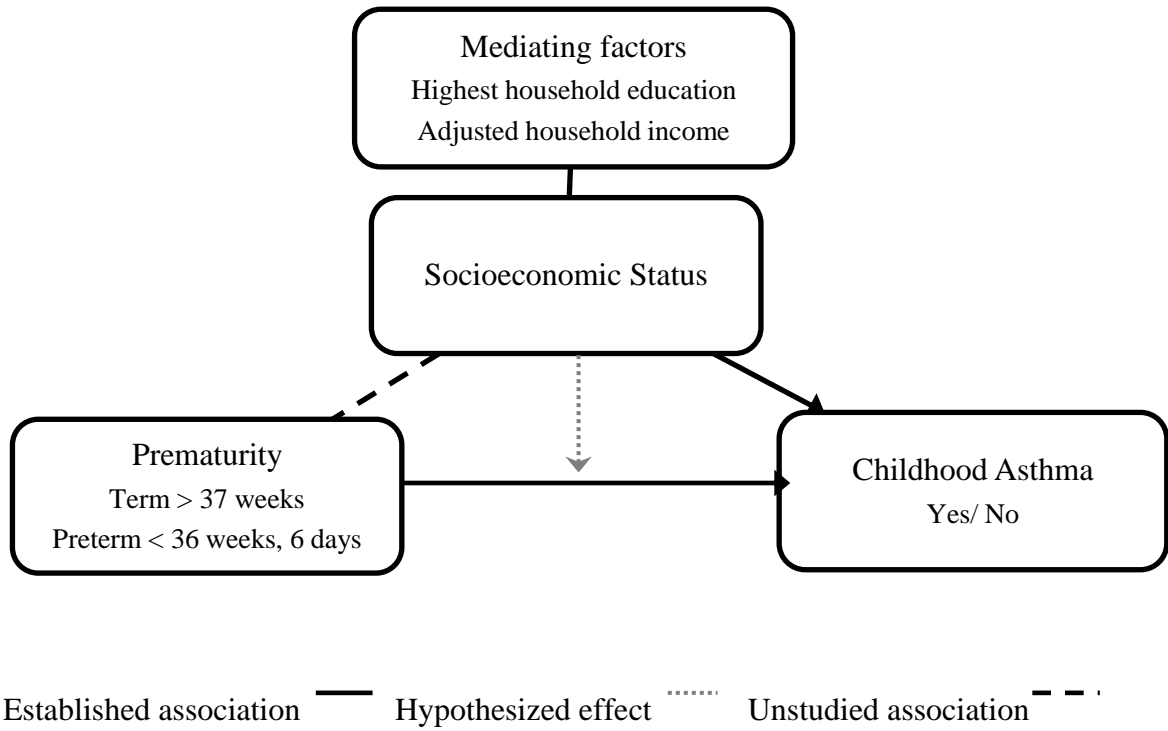 Mediating factors
Highest household education
Adjusted household income
Socioeconomic Status
Prematurity
Term > 37 weeks
Preterm < 36 weeks, 6 days
Childhood Asthma
Yes/ No
Established association
Hypothesized effect
Unstudied association